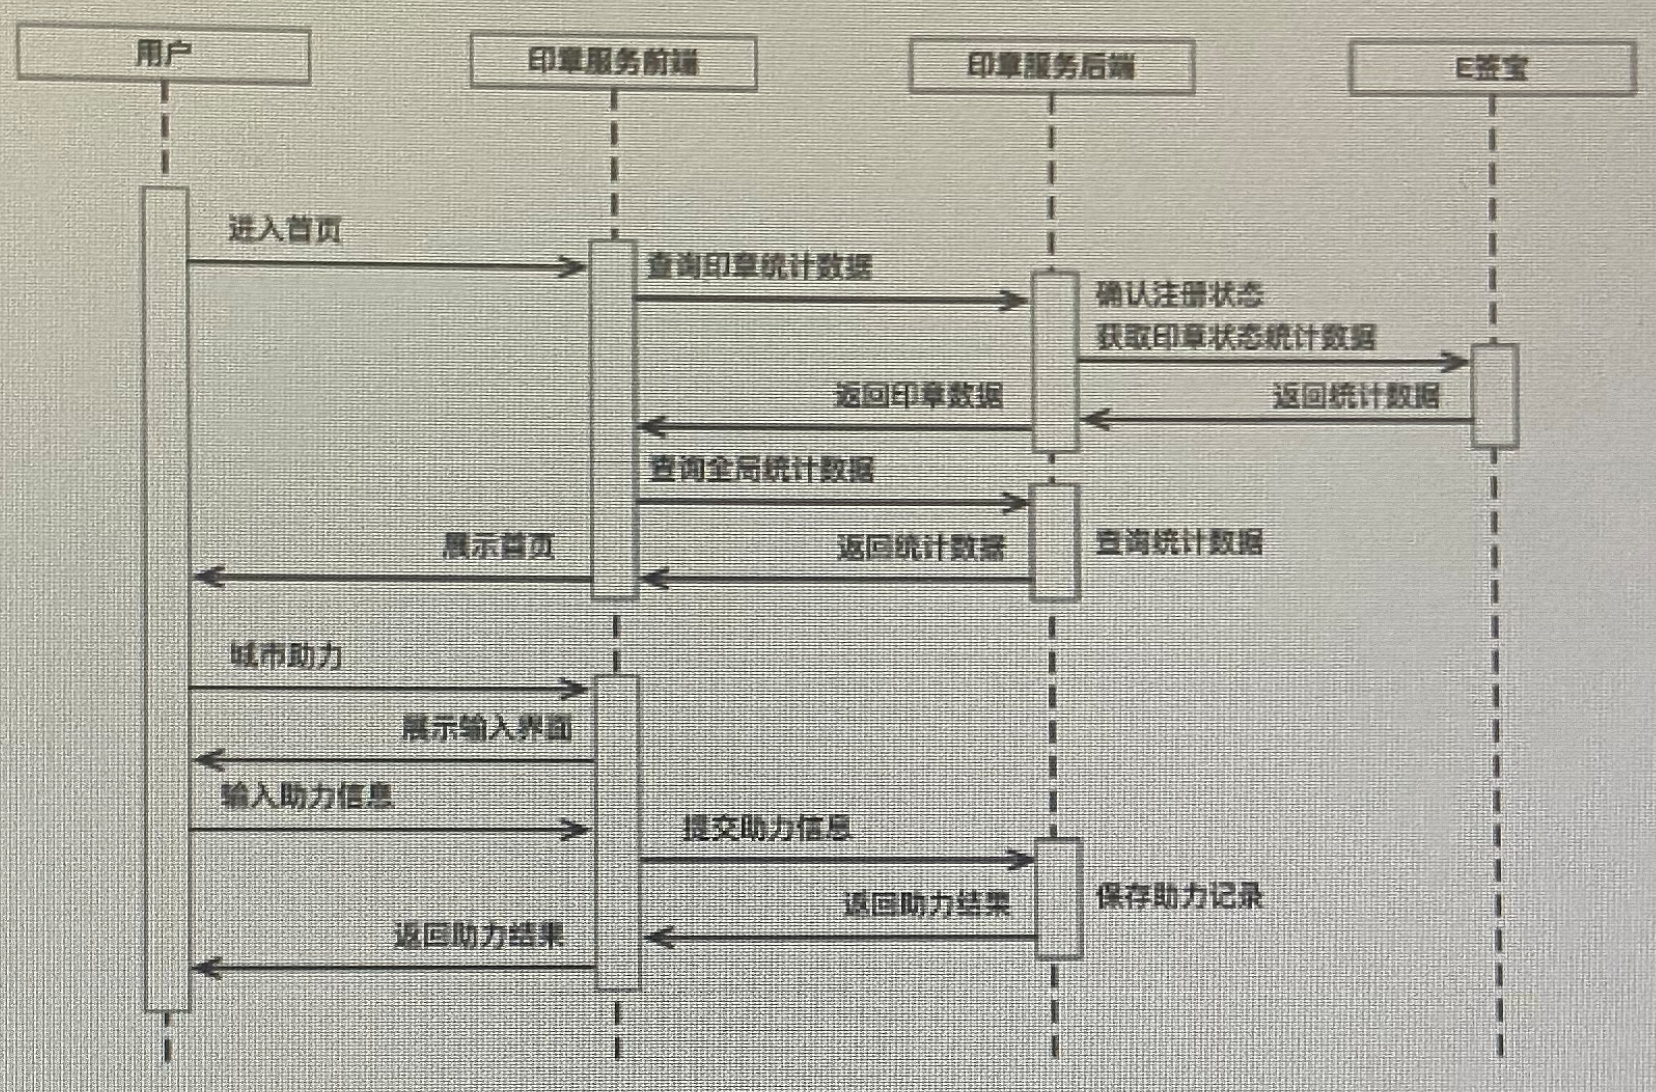 用户
印章服务前端
印章服务后端
E签宝
进入首页
查询印章统计数据
确认注册状态
获取印章状态统计数据
返回印章数据
返回统计数据
查询全局统计数据
展示首页
返回统计数据
查询统计数据
城市助力
展示输入界面
输入助力信息
提交助力信息
返回助力结果
保存助力记录
返回助力结果